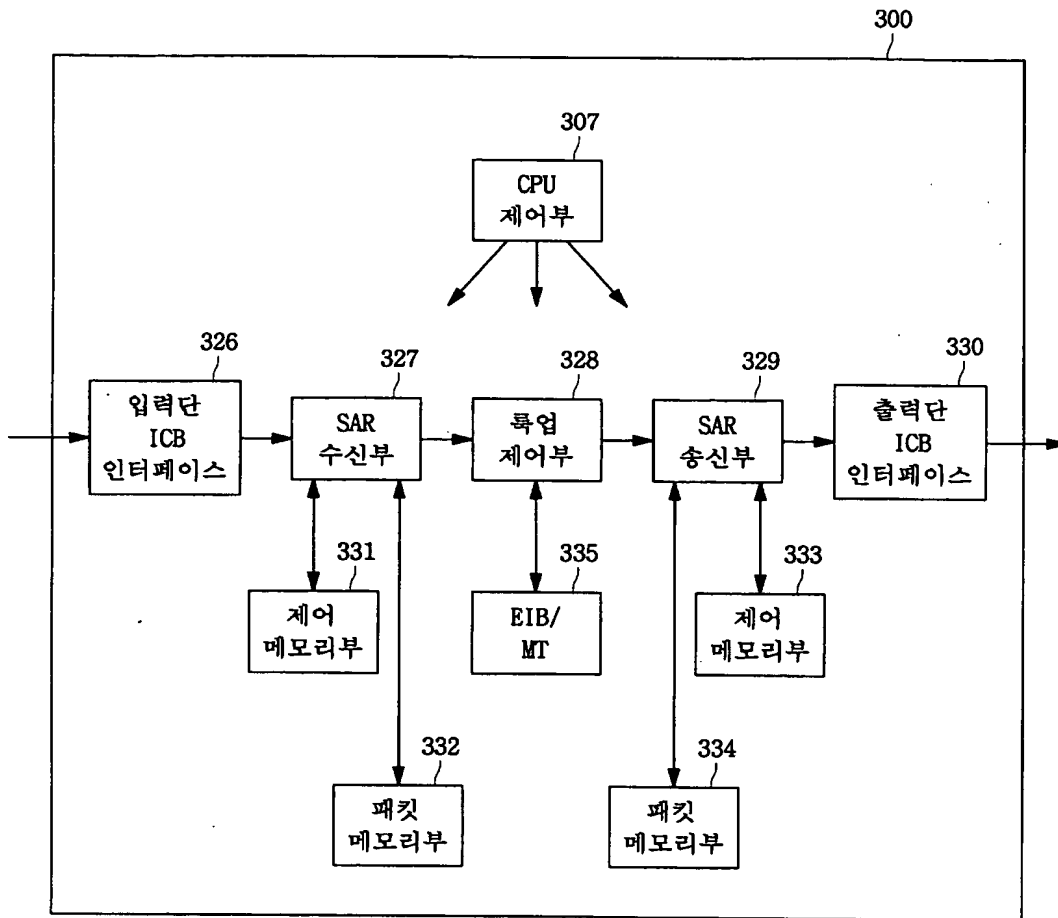 300
307
CPU
제어부
326
327
328
329
330
입력단
ICB
인터페이스
SAR
수신부
룩업
제어부
SAR
송신부
출력단
ICB
인터페이스
331
335
333
제어
메모리부
EIB/
MT
제어
메모리부
332
334
패킷
메모리부
패킷
메모리부